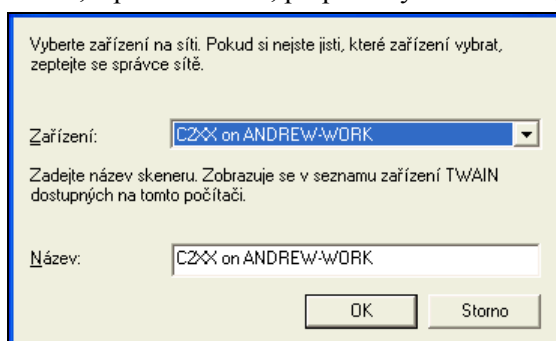 Vyberte zařízení na síti. Pokud si nejste jisti, které zařízení vybrat,
zeptejte se správce sítě.
Zařízení: C2XX on ANDREW-WORK
Zadejte název skeneru. Zobrazuje se v seznamu zařízení TWAIN
dostupných na tomto počítači.
Název: C2XX on ANDREW-WORK
OK Storno